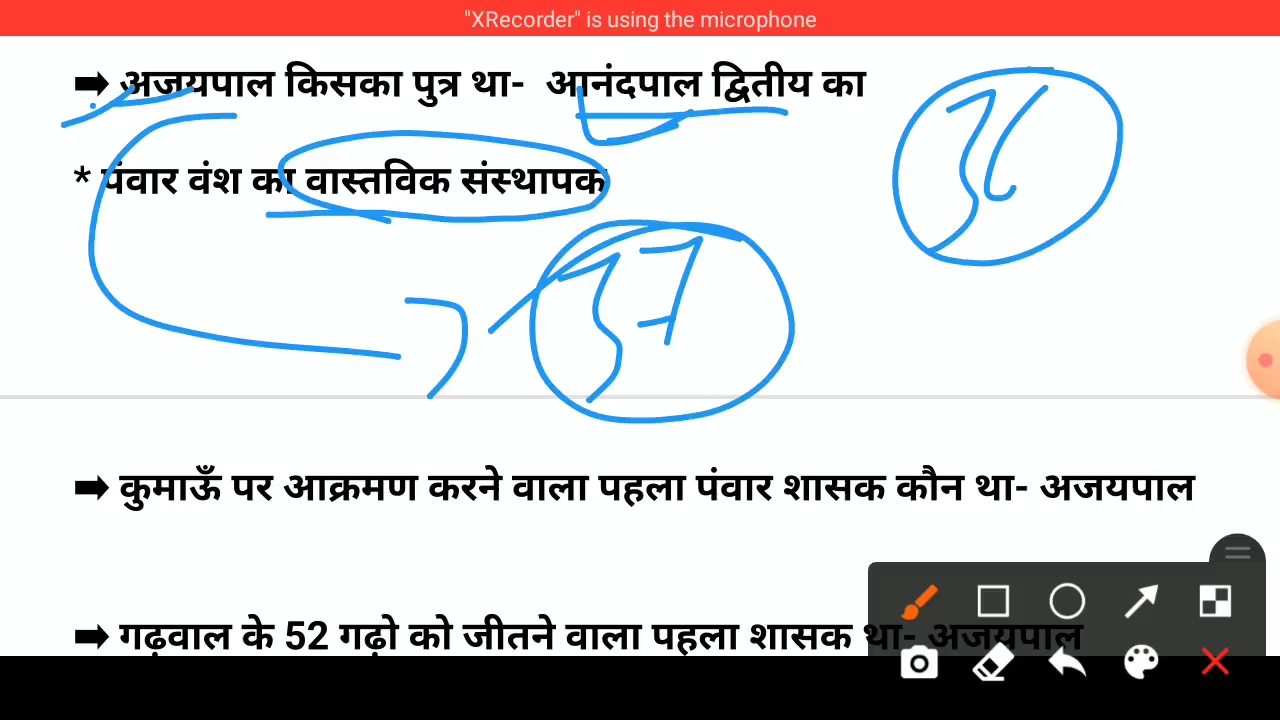 "XRecorder" is using the microphone
➡ अजयपाल किसका पुत्र था- आनंदपाल द्वितीय का
* पंवार वंश का वास्तविक संस्थापक
36
37
➡ कुमाऊँ पर आक्रमण करने वाला पहला पंवार शासक कौन था- अजयपाल
➡ गढ़वाल के 52 गढ़ो को जीतने वाला पहला शासक था- अजयपाल